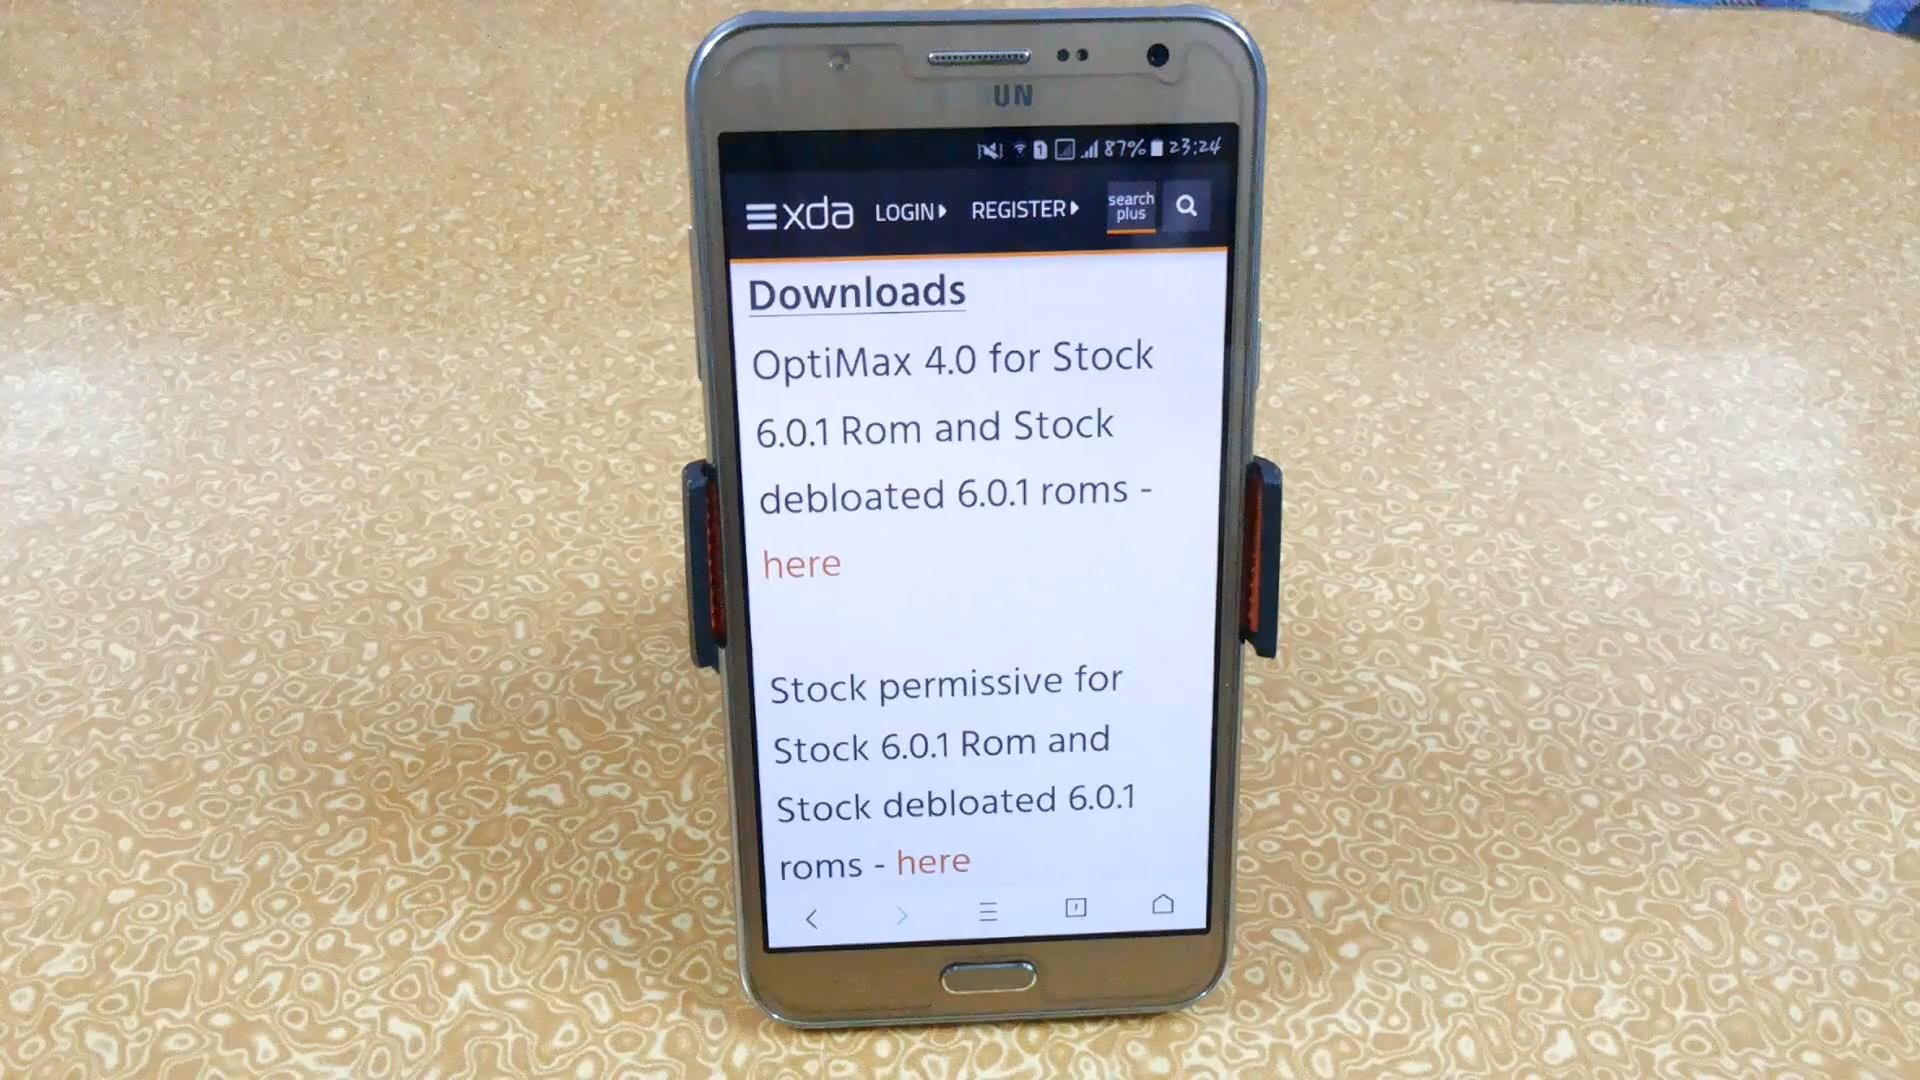 UN
1 87% 23:24
xda LOGIN REGISTER search plus
Downloads
OptiMax 4.0 for Stock
6.0.1 Rom and Stock
debloated 6.0.1 roms -
here
Stock permissive for
Stock 6.0.1 Rom and
Stock debloated 6.0.1
roms - here